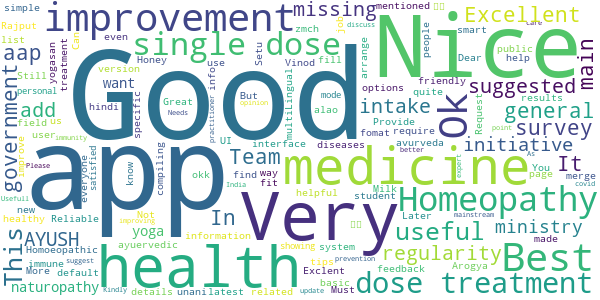 improvement
missing
Excellent
mentioned
simple
Rajput
even
job
list
aap
single dose
zmch
main
Nice
Can
arrange
people
smart
Care
discuss
yogasan
treatment
Honey
Setu
fill
Still
personal
want
use
Vinod
public
Dear
help
add
version
info
mode
alao
suggested
government
Good
ok
hindi
Great
But
options
friendly
quite
results
field
us
specific
opinion
practitioner
multilingual
Provide
Request
intake
general
survey
user
immunity
Needs
UI
fomat
require
ayurveda
improve
satisfied
everyone
know
okk
interface
diseases
better
point
expert
initiative
Please
app
compiling
India
Team
way
find
fit
medicine
It
As
You
page
merge
covid
new
Usefull
healthy
Reliable
Very
Not
improving
helpful
Milk
student
Homeopathy
This
AYUSH
In
information
Later
mainstream
made
More
Homoeopathic
yoga
showing
system
useful
ministry
immune
suggest
default
ayuervedic
tips
Exclent
feedback
Arogya
regularity
Best
naturopathy
health
basic
update
prevention
Kindly
details
unanilatest
related
Must
dose treatment